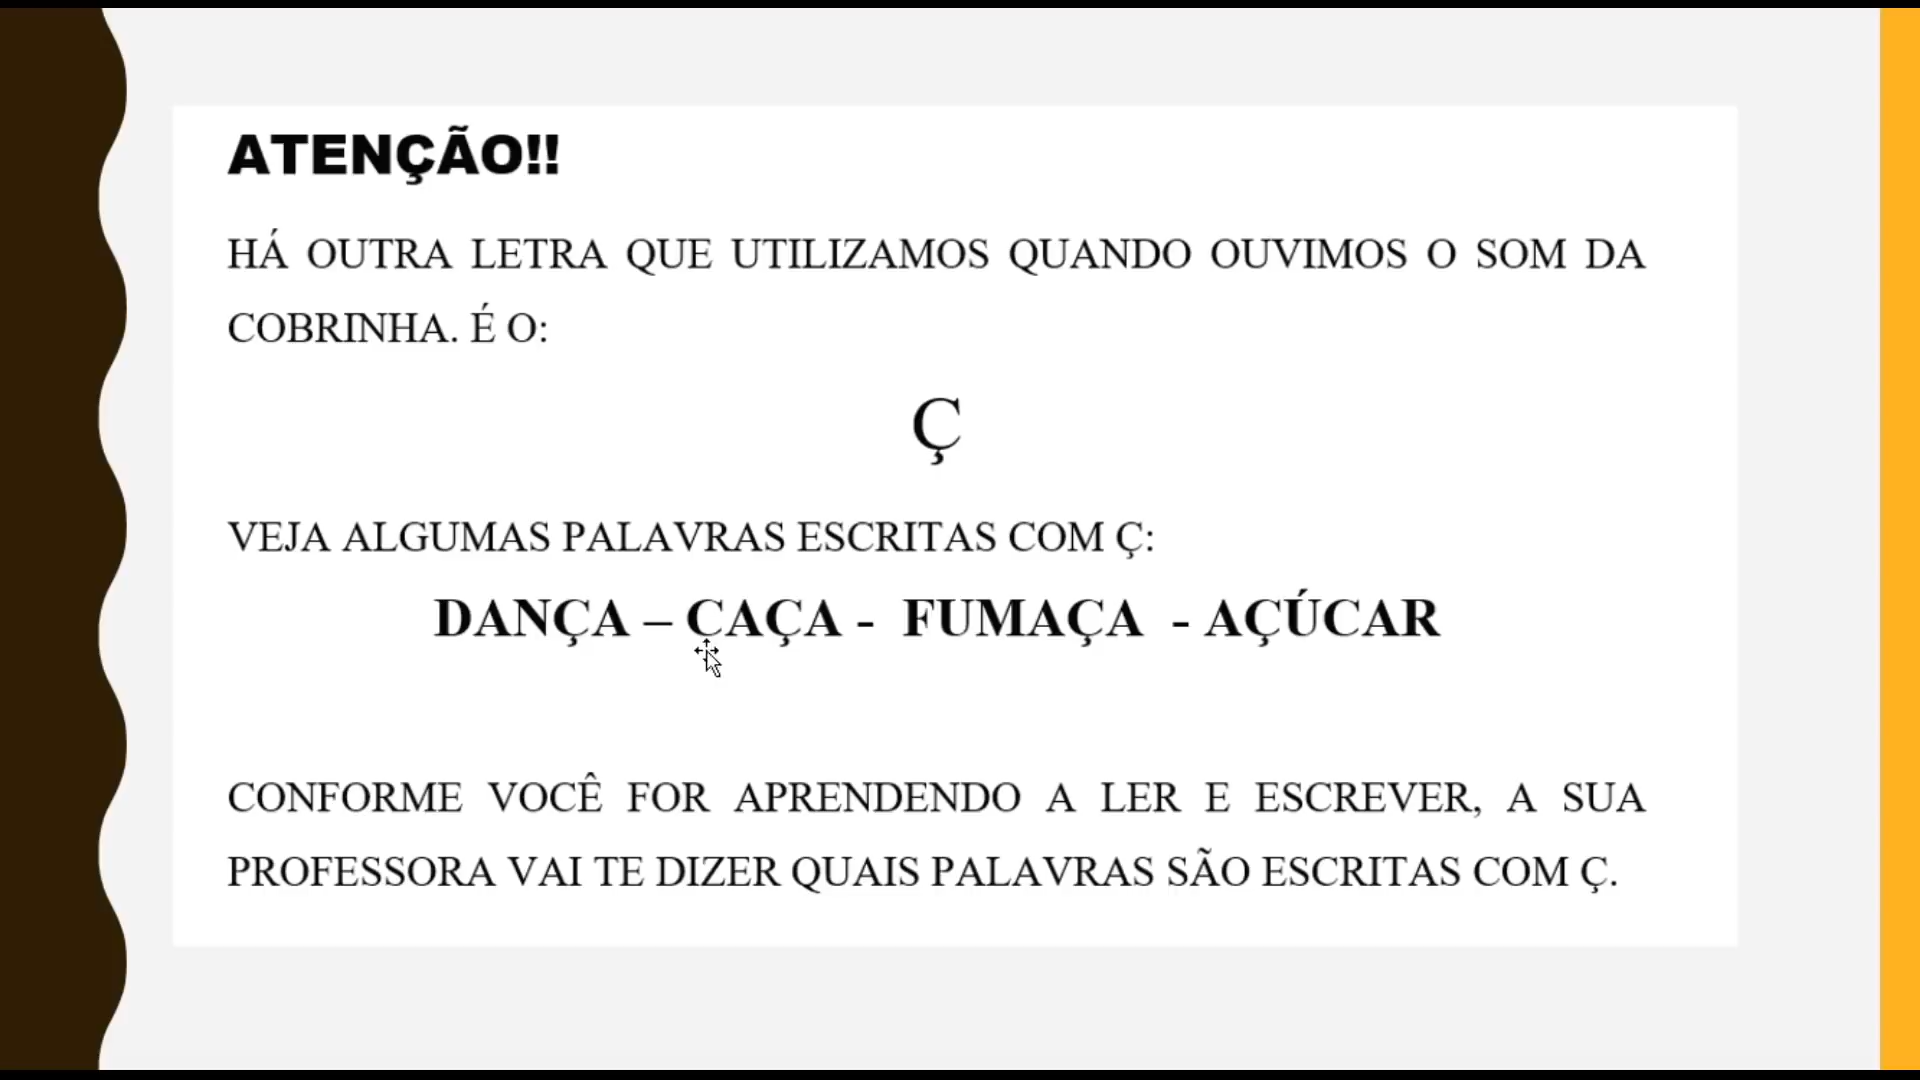 ATENÇÃO!!
HÁ OUTRA LETRA QUE UTILIZAMOS QUANDO OUVIMOS O SOM DA
COBRINHA. É O:
Ç
VEJA ALGUMAS PALAVRAS ESCRITAS COM Ç:
DANÇA – CAÇA - FUMAÇA - AÇÚCAR
CONFORME VOCÊ FOR APRENDENDO A LER E ESCREVER, A SUA
PROFESSORA VAI TE DIZER QUAIS PALAVRAS SÃO ESCRITAS COM Ç.